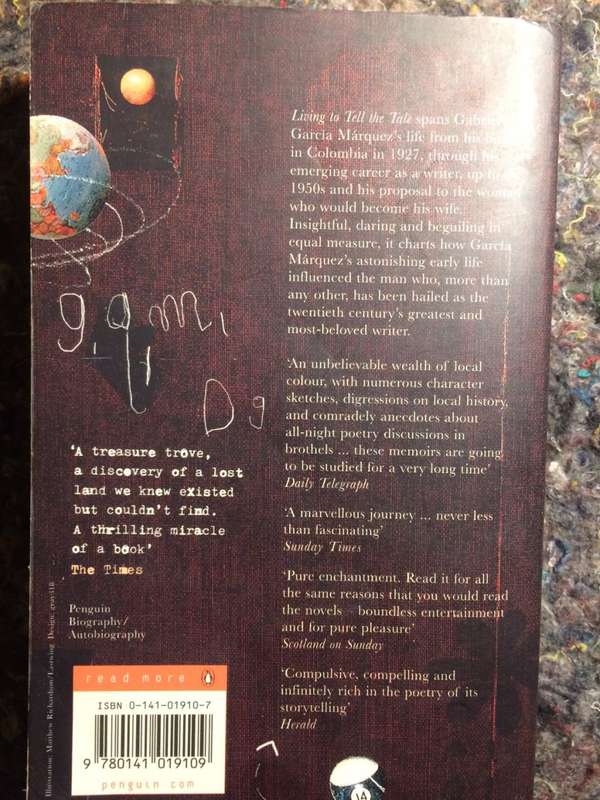 Living to Tell the Tale spans Gabriel
García Márquez's life from his
in Colombia in 1927, through his
emerging career as a writer, up to
1950s and his proposal to the woman
who would become his wife.
Insightful, daring and beguiling in
equal measure, it charts how García
Márquez's astonishing early life
influenced the man who, more than
any other, has been hailed as the
twentieth century's greatest and
most-beloved writer.
'An unbelievable wealth of local
colour, with numerous character
sketches, digressions on local history,
and comradely anecdotes about
all-night poetry discussions in
brothels ... these memoirs are going
to be studied for a very long time'
Daily Telegraph
'A marvellous journey ... never less
than fascinating'
Sunday Times
'Pure enchantment. Read it for all
the same reasons that you would read
the novels – boundless entertainment
and for pure pleasure'
Scotland on Sunday
'Compulsive, compelling and
infinitely rich in the poetry of its
storytelling'
Herald
g, q m,
D g
'A treasure trove,
a discovery of a lost
land we knew existed
but couldn't find.
A thrilling miracle
of a book'
The Times
Penguin
Biography/
Autobiography
read more
ISBN 0-141-01910-7
9 780141 019109
penguin.com
Illustration: Matthew Richardson/Eastwing Design: gray318
14